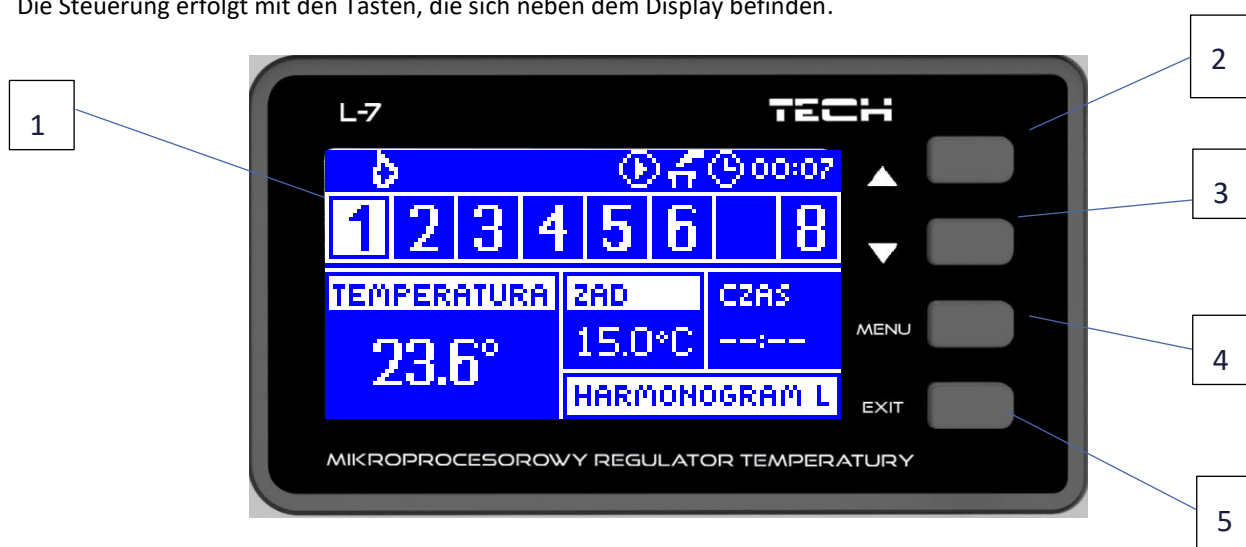 Die Steuerung erfolgt mit den Tasten, die sich neben dem Display befinden.
2
1
L-7 TECH
00:07
3
1 2 3 4 5 6 8
TEMPERATURA ZAD CZAS
23.6° 15.0°C --:--
MENU
4
HARMONOGRAM L
EXIT
MIKROPROCESOROWY REGULATOR TEMPERATURY
5